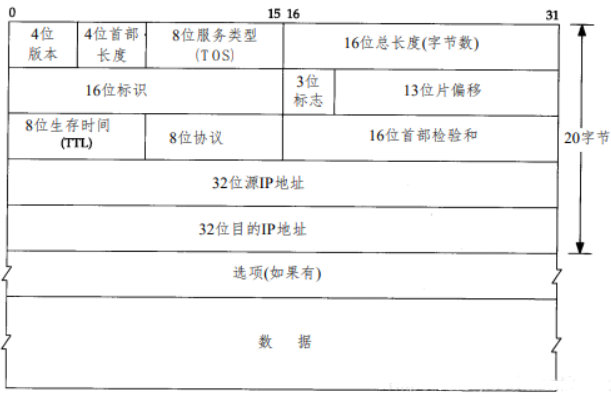 0 15 16 31
4位版本 4位首部长度 8位服务类型(TOS) 16位总长度(字节数)
16位标识 3位标志 13位片偏移
8位生存时间(TTL) 8位协议 16位首部检验和
20字节
32位源IP地址
32位目的IP地址
选项(如果有)
数 据